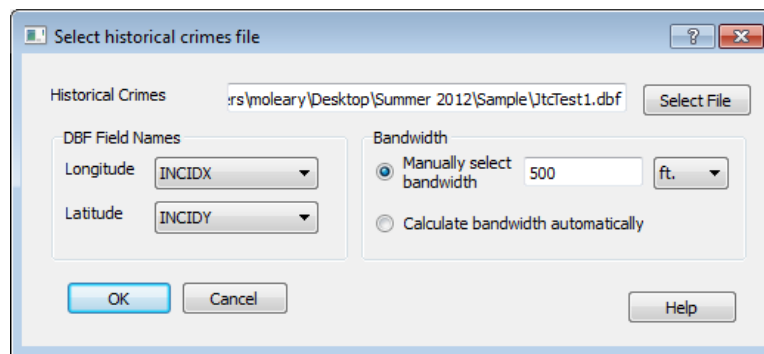 Select historical crimes file
Historical Crimes
ers\moleary\Desktop\Summer 2012\Sample\JtcTest1.dbf
Select File
DBF Field Names
Longitude
INCIDX
Latitude
INCIDY
Bandwidth
Manually select
bandwidth
500
ft.
Calculate bandwidth automatically
OK
Cancel
Help